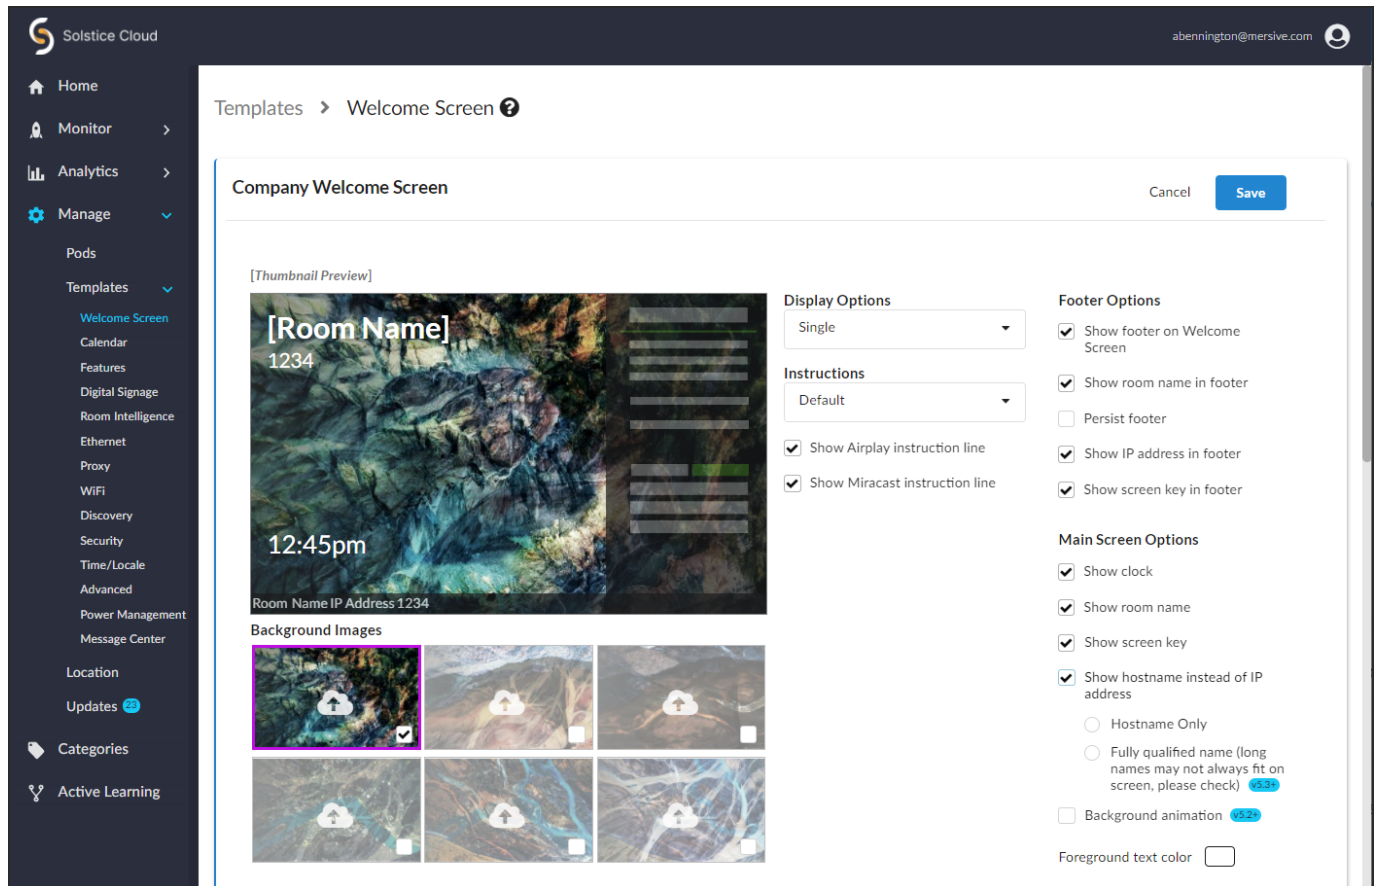 Solstice Cloud
abennington@mersive.com
Home
Monitor
Analytics
Manage
Pods
Templates
Welcome Screen
Calendar
Features
Digital Signage
Room Intelligence
Ethernet
Proxy
WiFi
Discovery
Security
Time/Locale
Advanced
Power Management
Message Center
Location
Updates 23
Categories
Active Learning
Templates > Welcome Screen ?
Company Welcome Screen
Cancel
Save
[Thumbnail Preview]
[Room Name]
1234
12:45pm
Room Name IP Address 1234
Background Images
Display Options
Single
Instructions
Default
Show Airplay instruction line
Show Miracast instruction line
Footer Options
Show footer on Welcome
Screen
Show room name in footer
Persist footer
Show IP address in footer
Show screen key in footer
Main Screen Options
Show clock
Show room name
Show screen key
Show hostname instead of IP
address
Hostname Only
Fully qualified name (long
names may not always fit on
screen, please check) v5.3+
Background animation v5.2+
Foreground text color